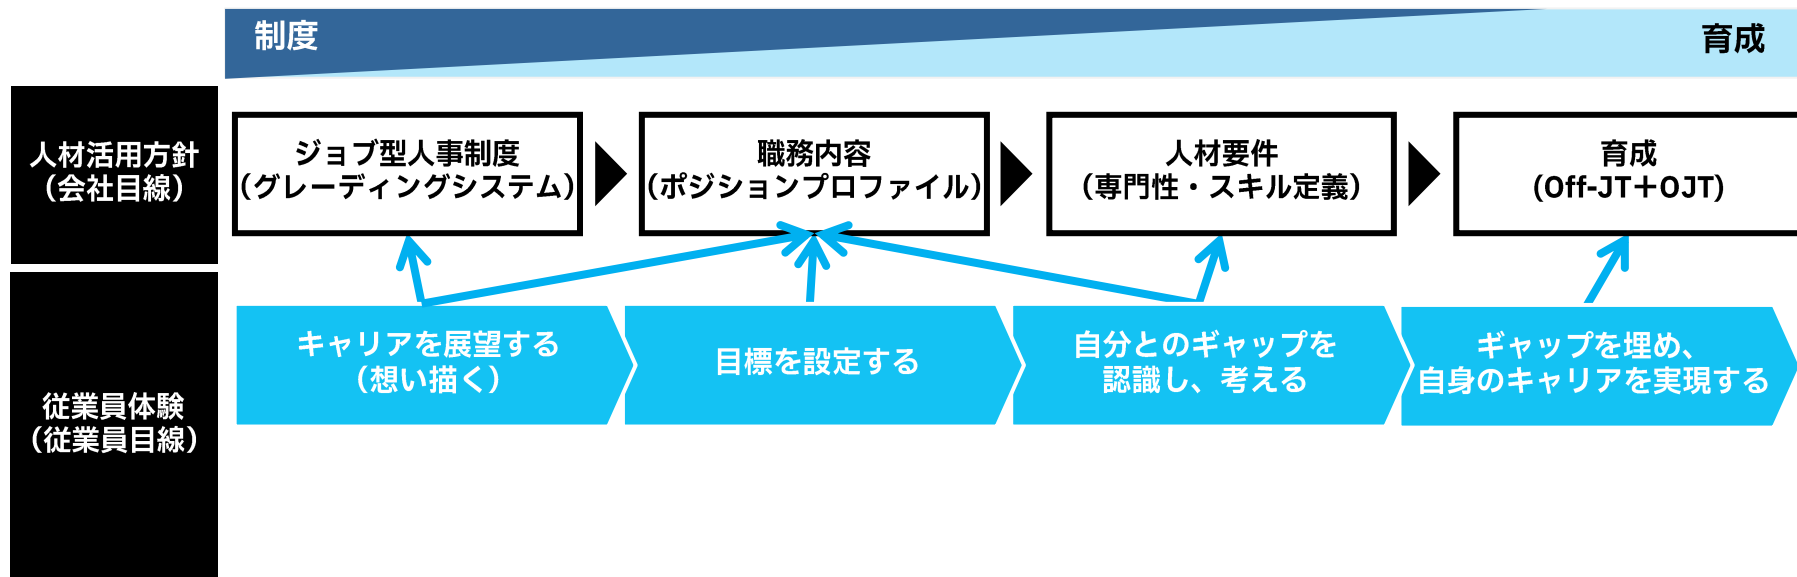 制度
育成
人材活用方針
（会社目線）
ジョブ型人事制度
（グレーディングシステム）
職務内容
（ポジションプロファイル）
人材要件
（専門性・スキル定義）
育成
(Off-JT＋OJT)
従業員体験
（従業員目線）
キャリアを展望する
（想い描く）
目標を設定する
自分とのギャップを
認識し、考える
ギャップを埋め、
自身のキャリアを実現する